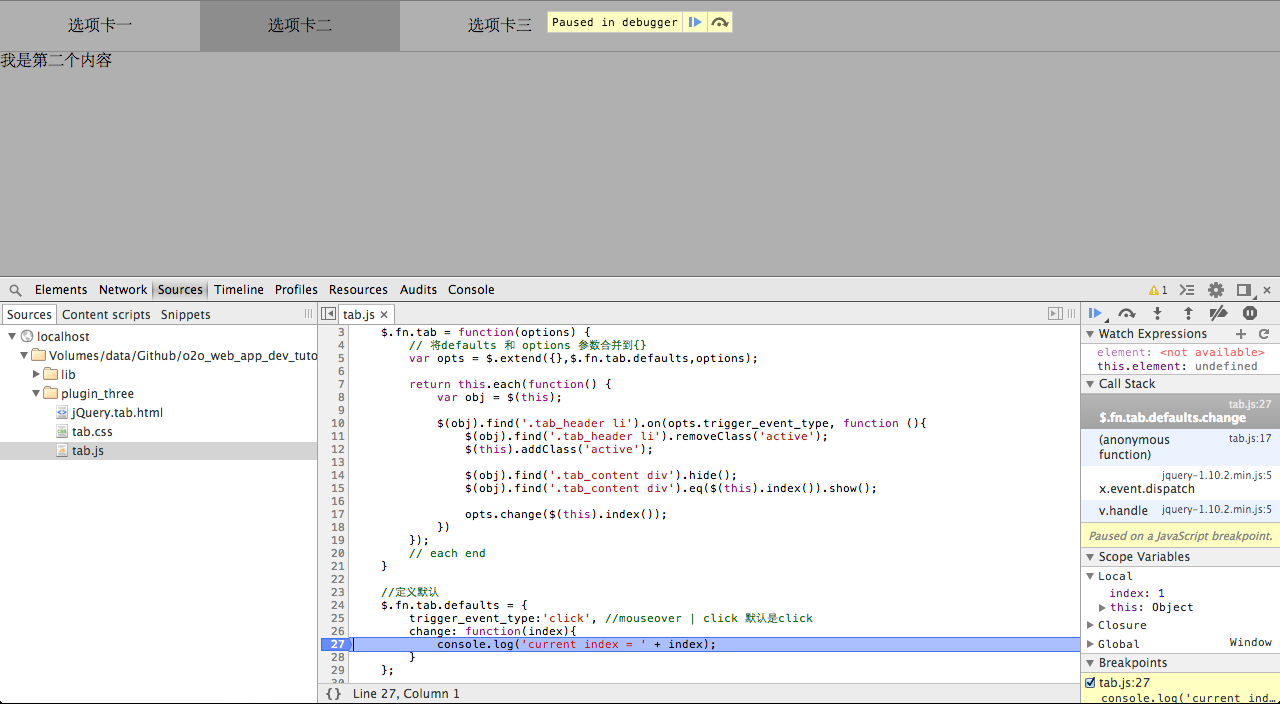 选项卡一 选项卡二 选项卡三 Paused in debugger
我是第二个内容
Elements Network Sources Timeline Profiles Resources Audits Console 1
Sources Content scripts Snippets
localhost
Volumes/data/Github/o2o_web_app_dev_tuto
lib
plugin_three
jQuery.tab.html
tab.css
tab.js
tab.js
3 $.fn.tab = function(options) {
4 // 将defaults 和 options 参数合并到{}
5 var opts = $.extend({},$.fn.tab.defaults,options);
6
7 return this.each(function() {
8 var obj = $(this);
9
10 $(obj).find('.tab_header li').on(opts.trigger_event_type, function (){
11 $(obj).find('.tab_header li').removeClass('active');
12 $(this).addClass('active');
13
14 $(obj).find('.tab_content div').hide();
15 $(obj).find('.tab_content div').eq($(this).index()).show();
16
17 opts.change($(this).index());
18 })
19 });
20 // each end
21 }
22
23 //定义默认
24 $.fn.tab.defaults = {
25 trigger_event_type:'click', //mouseover | click 默认是click
26 change: function(index){
27 console.log('current index = ' + index);
28 }
29 };
30
{} Line 27, Column 1
Watch Expressions
element: <not available>
this.element: undefined
Call Stack
tab.js:27
$.fn.tab.defaults.change
(anonymous function) tab.js:17
jquery-1.10.2.min.js:5
x.event.dispatch
v.handle jquery-1.10.2.min.js:5
Paused on a JavaScript breakpoint.
Scope Variables
Local
index: 1
this: Object
Closure
Global Window
Breakpoints
tab.js:27
console.log('current ind…